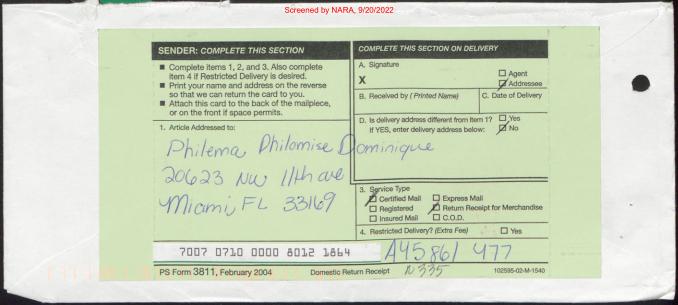 Screened by NARA, 9/20/2022
SENDER: COMPLETE THIS SECTION
■ Complete items 1, 2, and 3. Also complete
item 4 if Restricted Delivery is desired.
■ Print your name and address on the reverse
so that we can return the card to you.
■ Attach this card to the back of the mailpiece,
or on the front if space permits.
1. Article Addressed to:
Philema Philomise Dominique
20623 NW 11th ave
Miami, FL 33169
COMPLETE THIS SECTION ON DELIVERY
A. Signature
X
☐ Agent
☑ Addressee
B. Received by (Printed Name) C. Date of Delivery
D. Is delivery address different from item 1? ☐ Yes
If YES, enter delivery address below: ☑ No
3. Service Type
☑ Certified Mail ☐ Express Mail
☐ Registered ☑ Return Receipt for Merchandise
☐ Insured Mail ☐ C.O.D.
4. Restricted Delivery? (Extra Fee) ☐ Yes
7007 0710 0000 8012 1864 A45 861 477
PS Form 3811, February 2004 Domestic Return Receipt N335 102595-02-M-1540